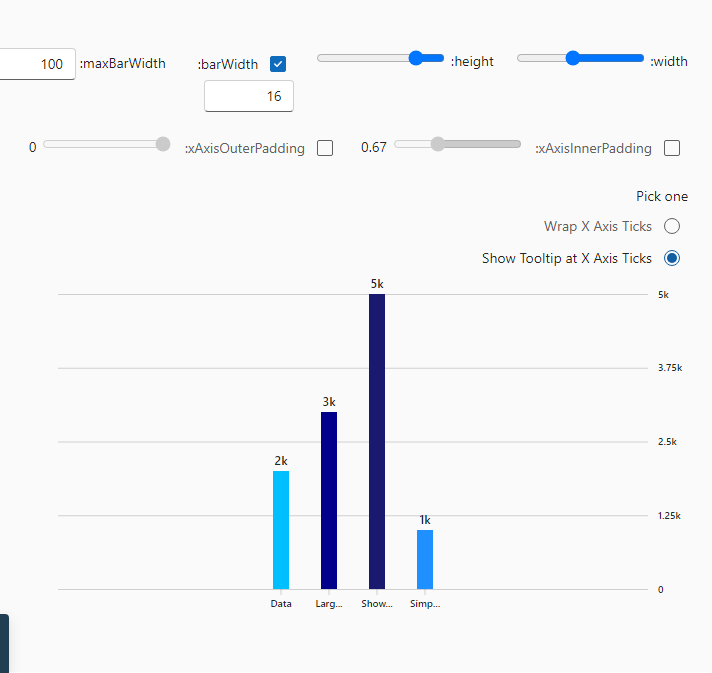 100 :maxBarWidth :barWidth :height :width
16
0 :xAxisOuterPadding 0.67 :xAxisInnerPadding
Pick one
Wrap X Axis Ticks
Show Tooltip at X Axis Ticks
5k
5k
3.75k
3k
2.5k
2k
1.25k
1k
0
Data Larg... Show... Simp...